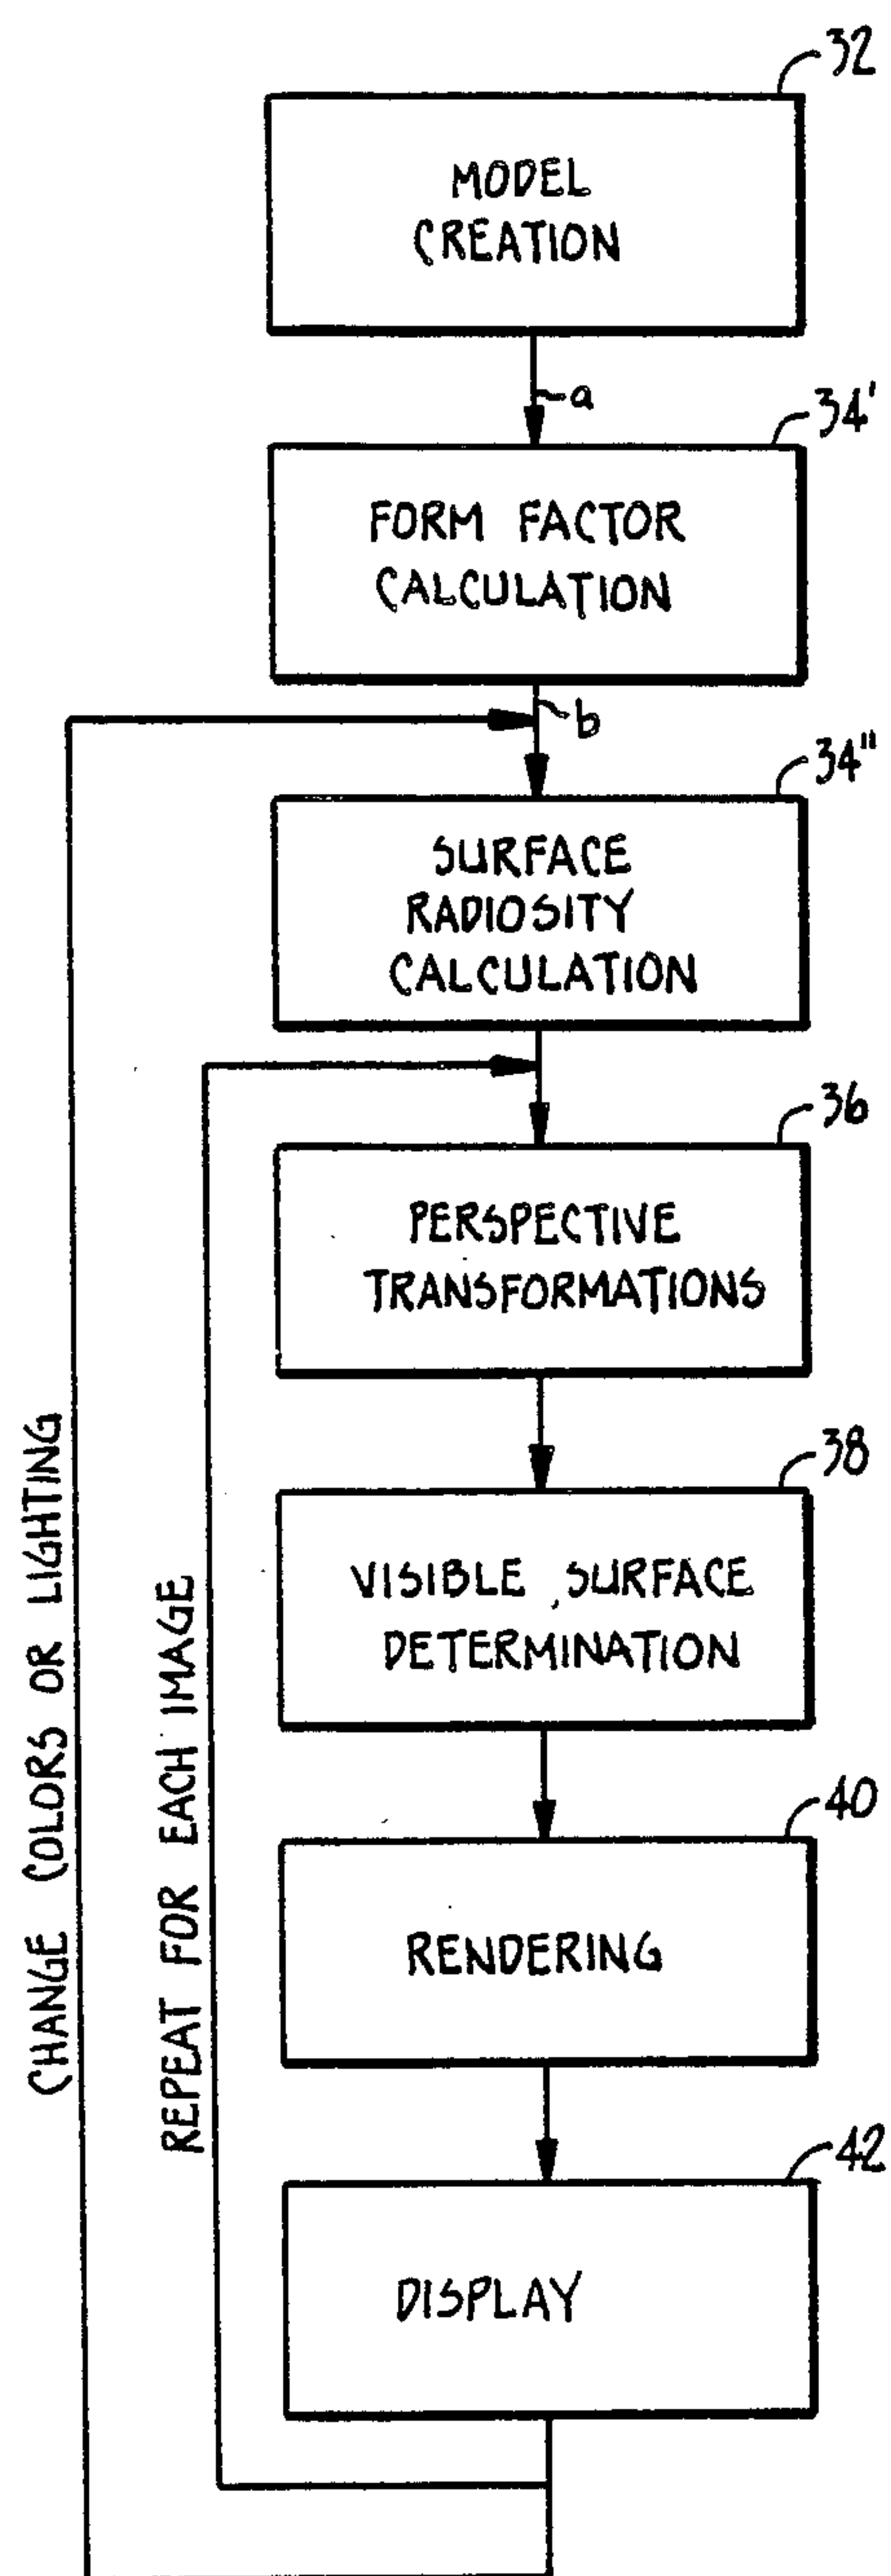 32
MODEL
CREATION
a
34'
FORM FACTOR
CALCULATION
b
34"
SURFACE
RADIOSITY
CALCULATION
36
PERSPECTIVE
TRANSFORMATIONS
38
VISIBLE SURFACE
DETERMINATION
40
RENDERING
42
DISPLAY
CHANGE COLORS OR LIGHTING
REPEAT FOR EACH IMAGE